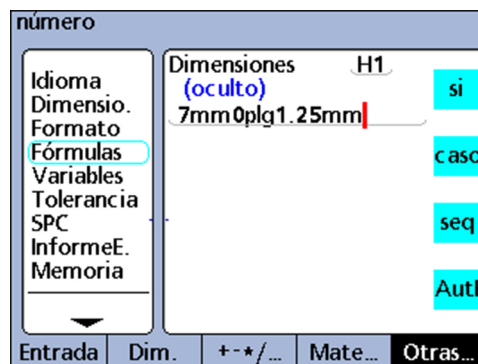 número
Idioma
Dimensio.
Formato
Fórmulas
Variables
Tolerancia
SPC
InformeE.
Memoria
Dimensiones H1
(oculto)
7mm0plg1.25mm
si
caso
seq
Entrada Dim. +-*/... Mate... Otras...